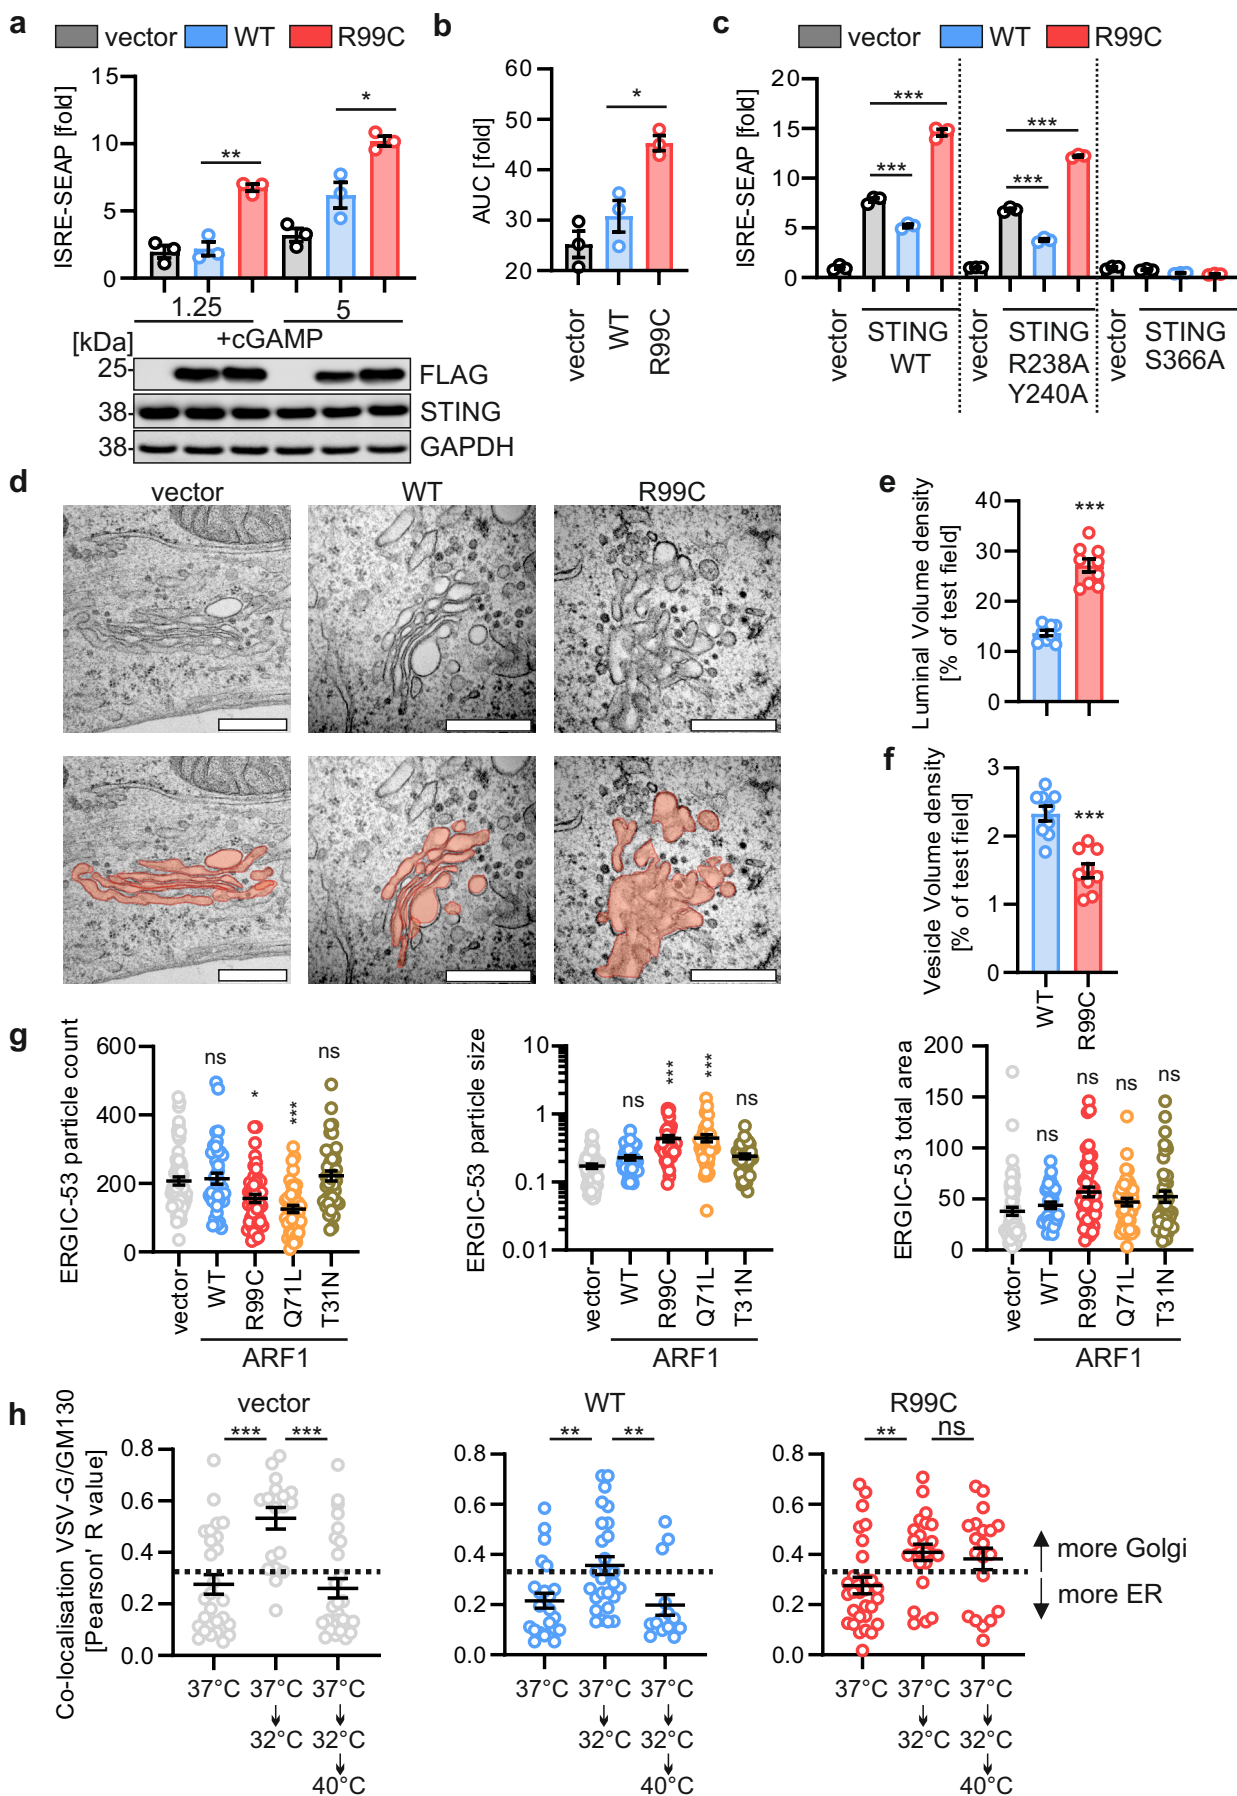 a
vector WT R99C
ISRE-SEAP [fold]
15
10
5
0
**
*
1.25 5
+cGAMP
[kDa]
25- FLAG
38- STING
38- GAPDH
b
AUC [fold]
60
50
40
30
20
*
vector
WT
R99C
c
vector WT R99C
ISRE-SEAP [fold]
20
15
10
5
0
***
***
***
***
vector
STING
WT
vector
STING
R238A
Y240A
vector
STING
S366A
d
vector WT R99C
e
Luminal Volume density
[% of test field]
40
30
20
10
0
***
f
Veside Volume density
[% of test field]
3
2
1
0
***
WT
R99C
g
ERGIC-53 particle count
600
400
200
0
ns
*
***
ns
vector
WT
R99C
Q71L
T31N
ARF1
ERGIC-53 particle size
10
1
0.1
0.01
ns
***
***
ns
vector
WT
R99C
Q71L
T31N
ARF1
ERGIC-53 total area
200
150
100
50
0
ns
ns
ns
ns
vector
WT
R99C
Q71L
T31N
ARF1
h
Co-localisation VSV-G/GM130
[Pearson' R value]
vector
*** ***
0.8
0.6
0.4
0.2
0.0
37°C 37°C 37°C
32°C 32°C
40°C
WT
** **
0.8
0.6
0.4
0.2
0.0
37°C 37°C 37°C
32°C 32°C
40°C
R99C
** ns
0.8
0.6
0.4
0.2
0.0
37°C 37°C 37°C
32°C 32°C
40°C
more Golgi
more ER